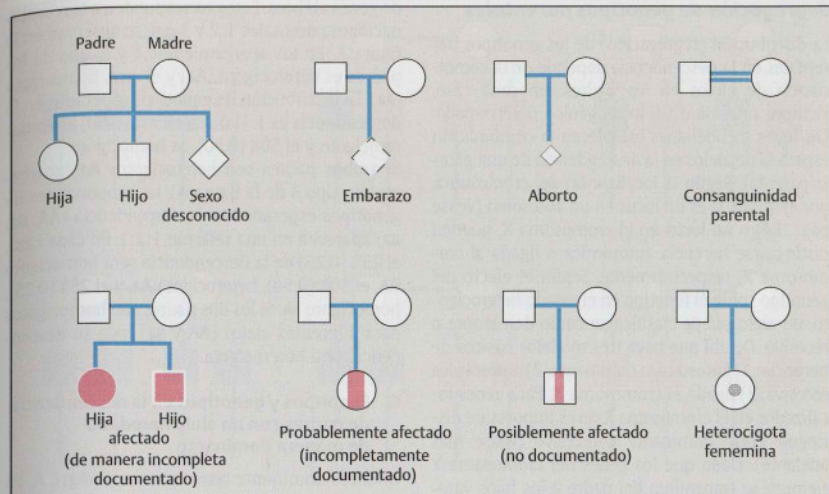 Padre Madre
Hija Hijo Sexo
desconocido
Embarazo
Aborto
Consanguinidad
parental
Hija Hijo
afectado
(de manera incompleta
documentado)
Probablemente afectado
(incompletamente
documentado)
Posiblemente afectado
(no documentado)
Heterocigota
femenina